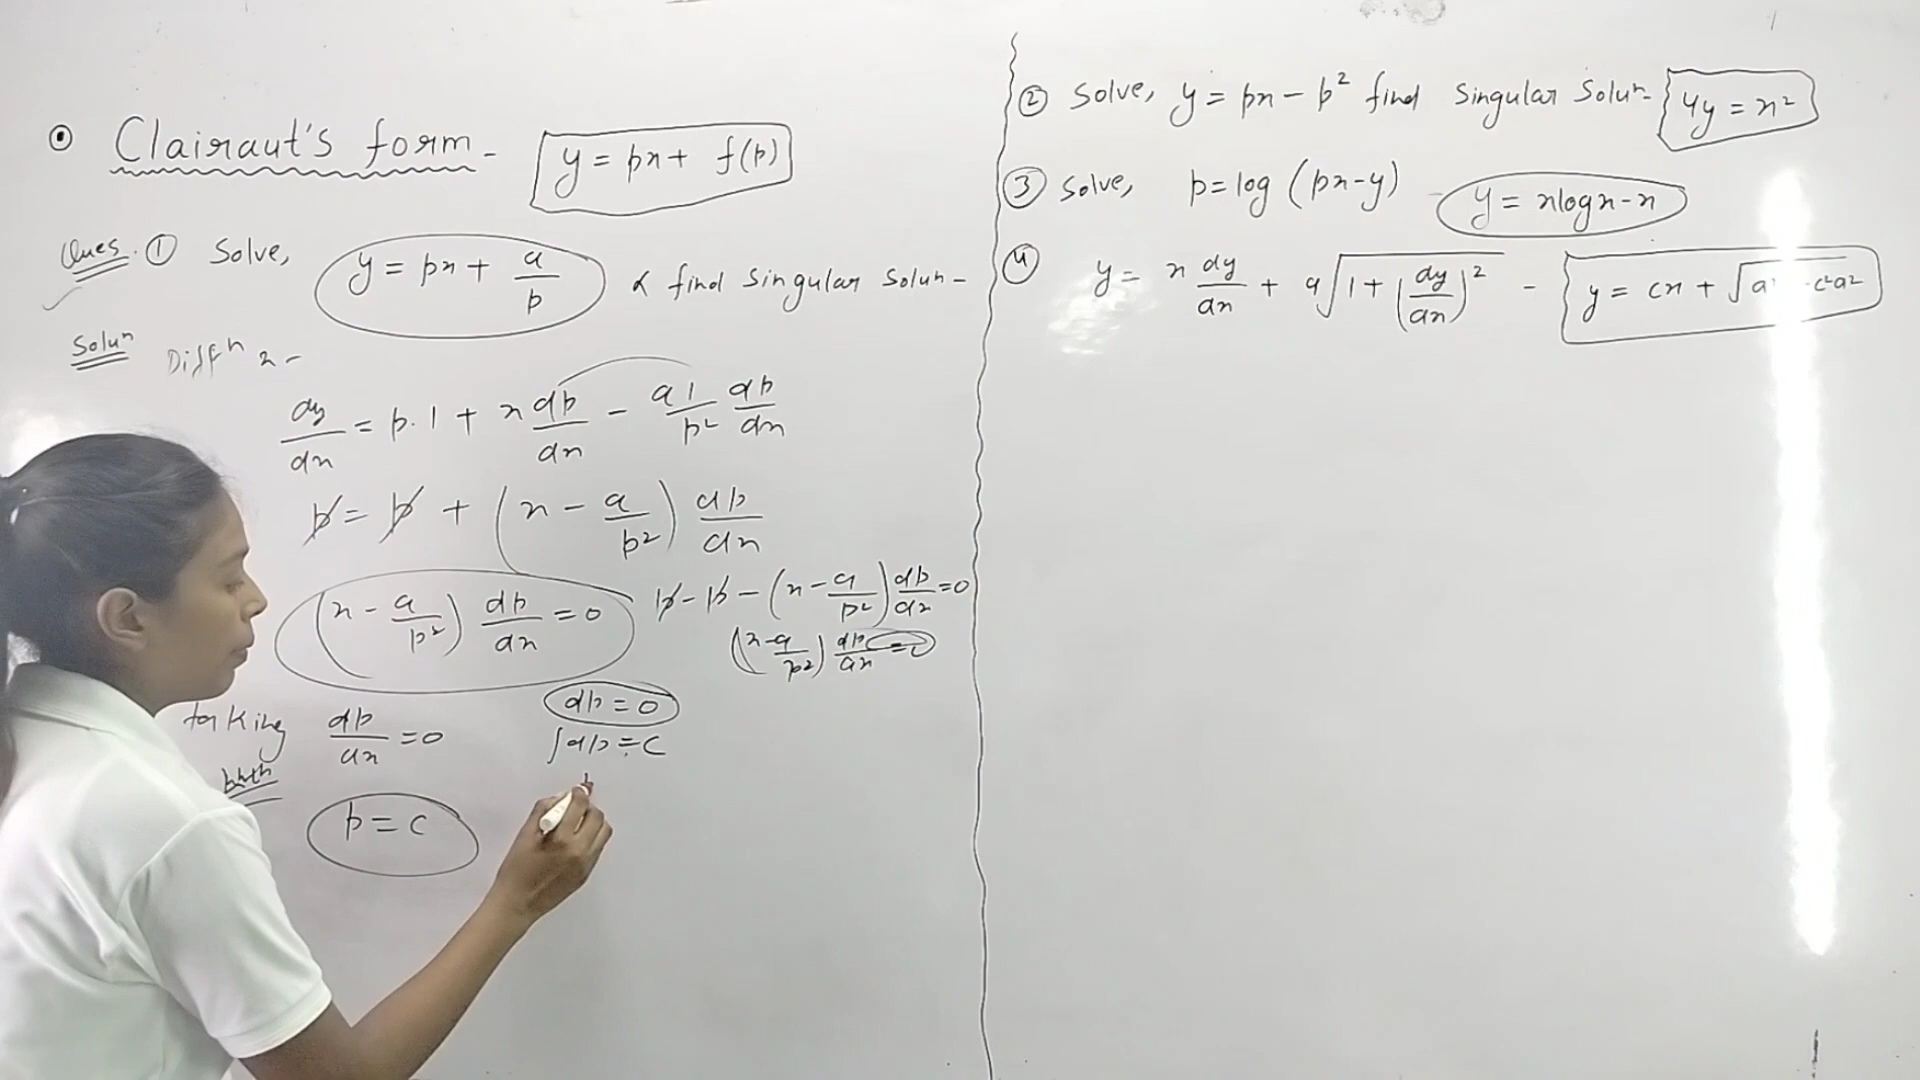 Clairaut's form - y = px + f(p)
Ques. ① Solve, y = px + a/p & find singular Solun -
Solun Diff n x -
dy/dx = p.1 + x dp/dx - a 1/p² dp/dx
p = p + (x - a/p²) dp/dx
(x - a/p²) dp/dx = 0 p - p - (x - a/p²) dp/dx = 0
(x - a/p²) dp/dx = 0
taking dp/dx = 0 dp = 0
∫dp = c
both
p = c
② Solve, y = px - p² find Singular Solun - 4y = x²
③ Solve, p = log (px - y) - y = xlogx - x
④ y = x dy/dx + a√(1 + (dy/dx)²) - y = cx + √a² c²a²